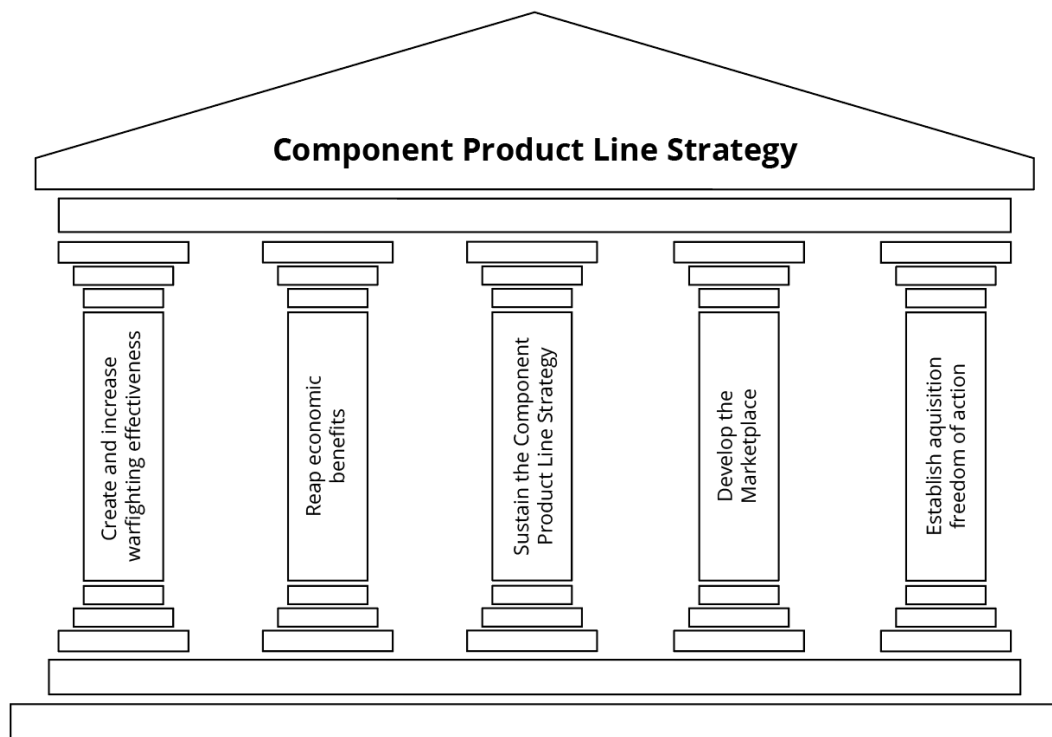 Component Product Line Strategy
Create and increase
warfighting effectiveness
Reap economic
benefits
Sustain the Component
Product Line Strategy
Develop the
Marketplace
Establish aquisition
freedom of action